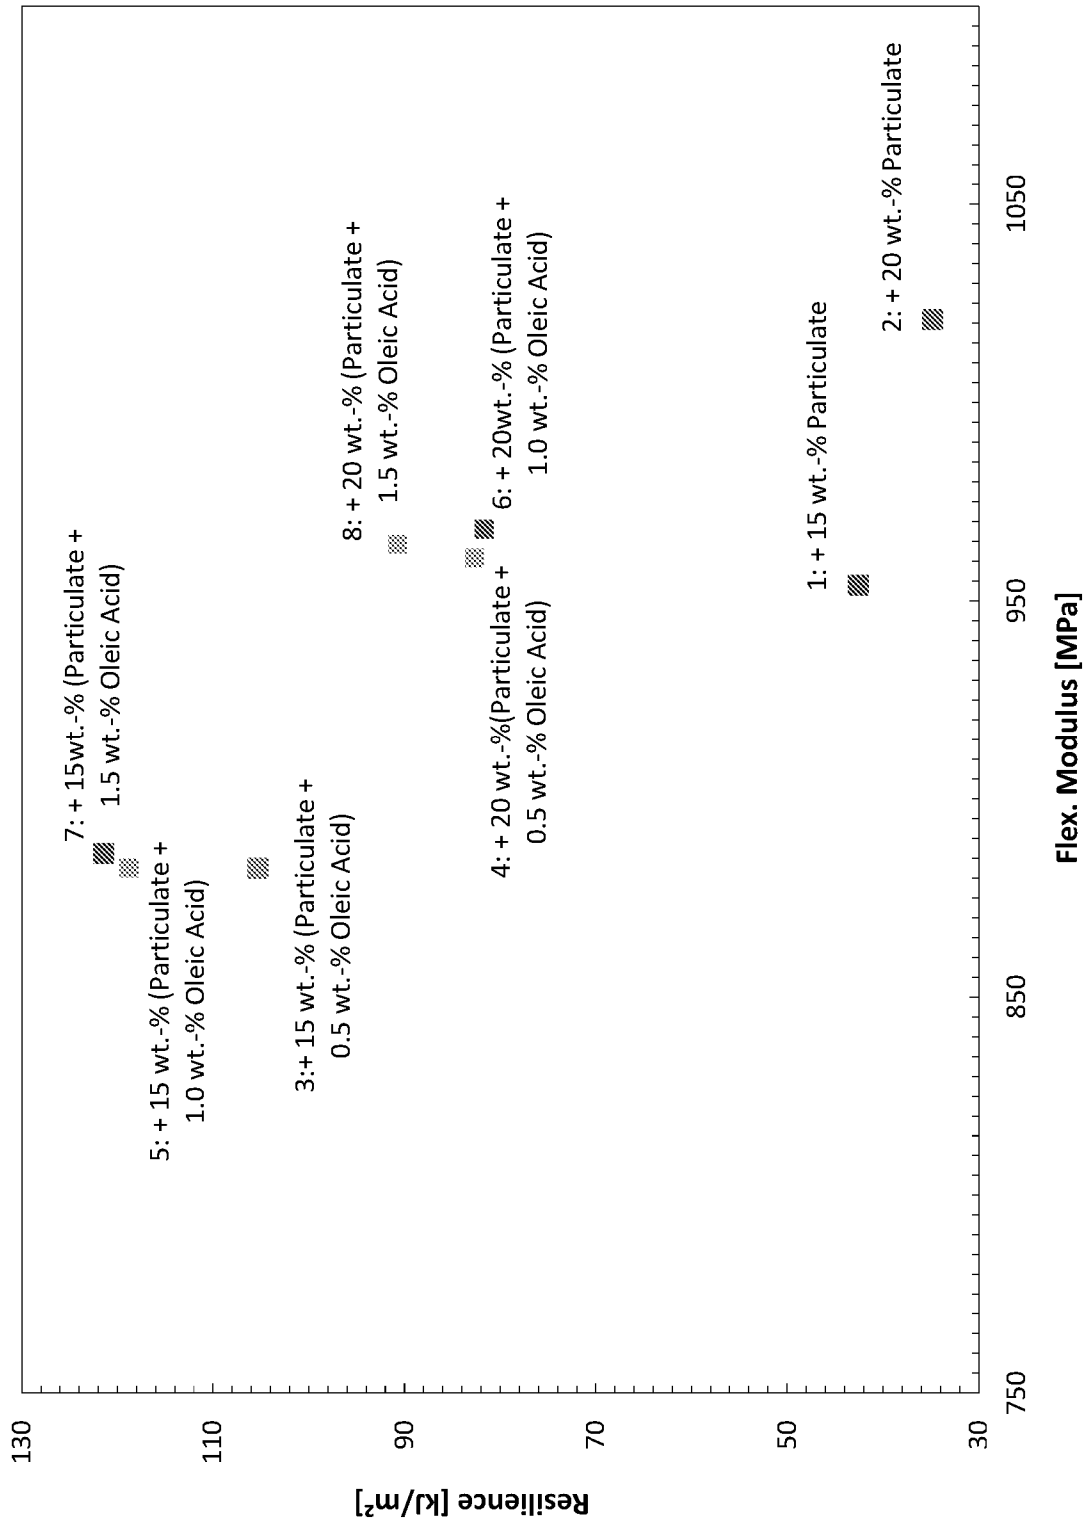 Resilience [kJ/m²]
130
110
90
70
50
30
7: + 15wt.-% (Particulate +
1.5 wt.-% Oleic Acid)
5: + 15 wt.-% (Particulate +
1.0 wt.-% Oleic Acid)
3:+ 15 wt.-% (Particulate +
0.5 wt.-% Oleic Acid)
8: + 20 wt.-% (Particulate +
1.5 wt.-% Oleic Acid)
4: + 20 wt.-%(Particulate +
0.5 wt.-% Oleic Acid)
6: + 20wt.-% (Particulate +
1.0 wt.-% Oleic Acid)
1: + 15 wt.-% Particulate
2: + 20 wt.-% Particulate
750
850
950
1050
Flex. Modulus [MPa]